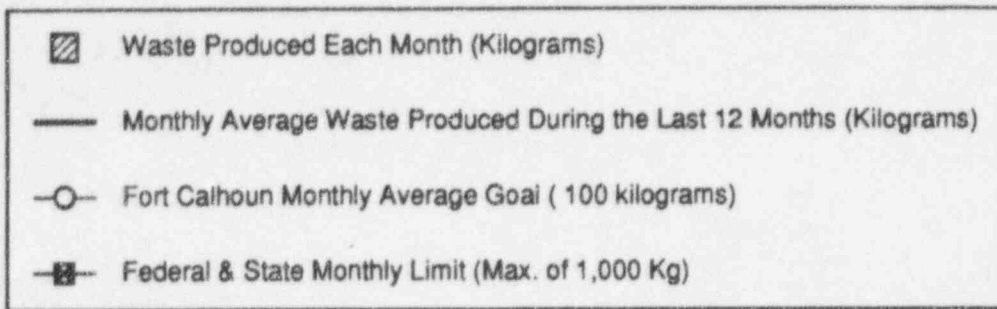 Waste Produced Each Month (Kilograms)
Monthly Average Waste Produced During the Last 12 Months (Kilograms)
Fort Calhoun Monthly Average Goal ( 100 kilograms)
Federal & State Monthly Limit (Max. of 1,000 Kg)